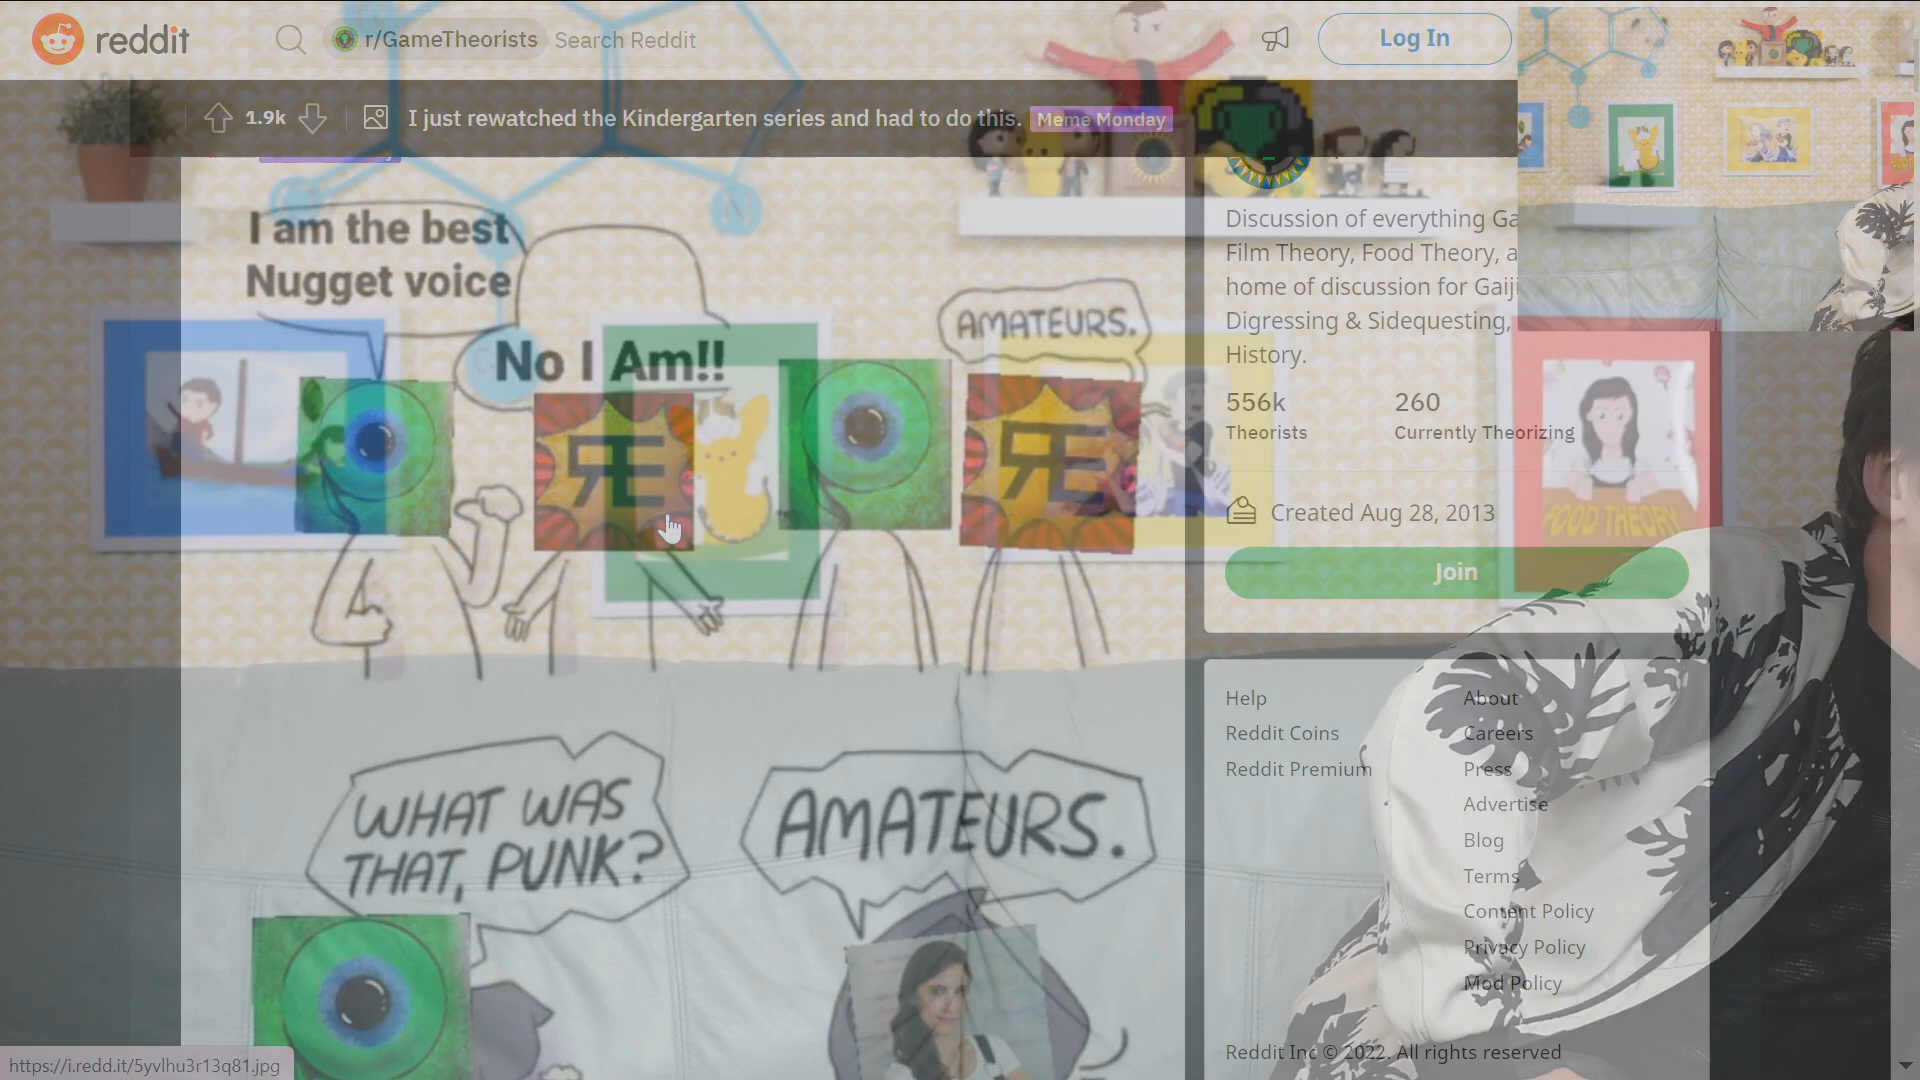 reddit
r/GameTheorists Search Reddit
Log In
1.9k
I just rewatched the Kindergarten series and had to do this. Meme Monday
I am the best
Nugget voice
No I Am!!
AMATEURS.
WHAT WAS
THAT, PUNK?
AMATEURS.
Discussion of everything Ga
Film Theory, Food Theory, a
home of discussion for Gaiji
Digressing & Sidequesting,
History.
556k
Theorists
260
Currently Theorizing
Created Aug 28, 2013
Join
FOOD THEORY
Help
Reddit Coins
Reddit Premium
About
Careers
Press
Advertise
Blog
Terms
Content Policy
Privacy Policy
Mod Policy
Reddit Inc © 2022. All rights reserved
https://i.redd.it/5yvlhu3r13q81.jpg
N